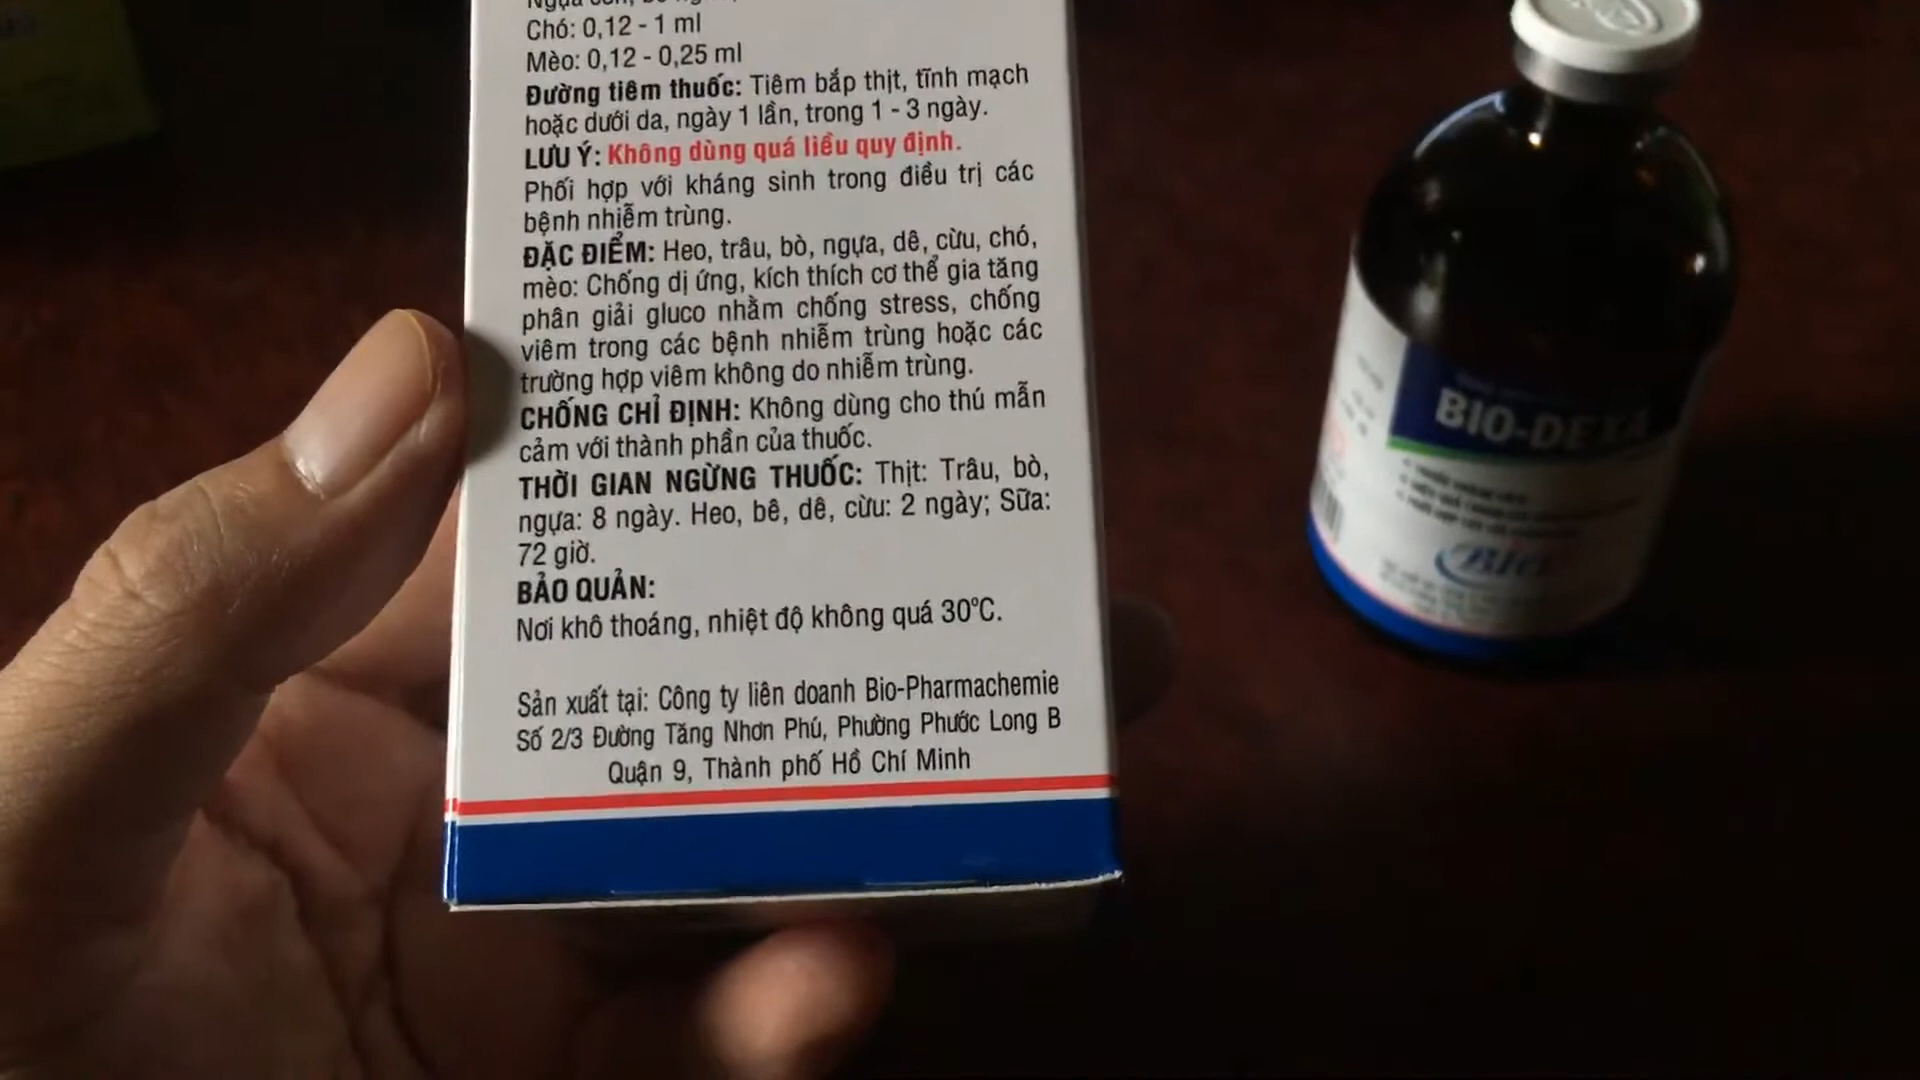 Chó: 0,12 - 1 ml
Mèo: 0,12 - 0,25 ml
Đường tiêm thuốc: Tiêm bắp thịt, tĩnh mạch
hoặc dưới da, ngày 1 lần, trong 1 - 3 ngày.
LƯU Ý: Không dùng quá liều quy định.
Phối hợp với kháng sinh trong điều trị các
bệnh nhiễm trùng.
ĐẶC ĐIỂM: Heo, trâu, bò, ngựa, dê, cừu, chó,
mèo: Chống dị ứng, kích thích cơ thể gia tăng
phân giải gluco nhằm chống stress, chống
viêm trong các bệnh nhiễm trùng hoặc các
trường hợp viêm không do nhiễm trùng.
CHỐNG CHỈ ĐỊNH: Không dùng cho thú mẫn
cảm với thành phần của thuốc.
THỜI GIAN NGỪNG THUỐC: Thịt: Trâu, bò,
ngựa: 8 ngày. Heo, bê, dê, cừu: 2 ngày; Sữa:
72 giờ.
BẢO QUẢN:
Nơi khô thoáng, nhiệt độ không quá 30°C.
Sản xuất tại: Công ty liên doanh Bio-Pharmachemie
Số 2/3 Đường Tăng Nhơn Phú, Phường Phước Long B
Quận 9, Thành phố Hồ Chí Minh
BIO-DEXA